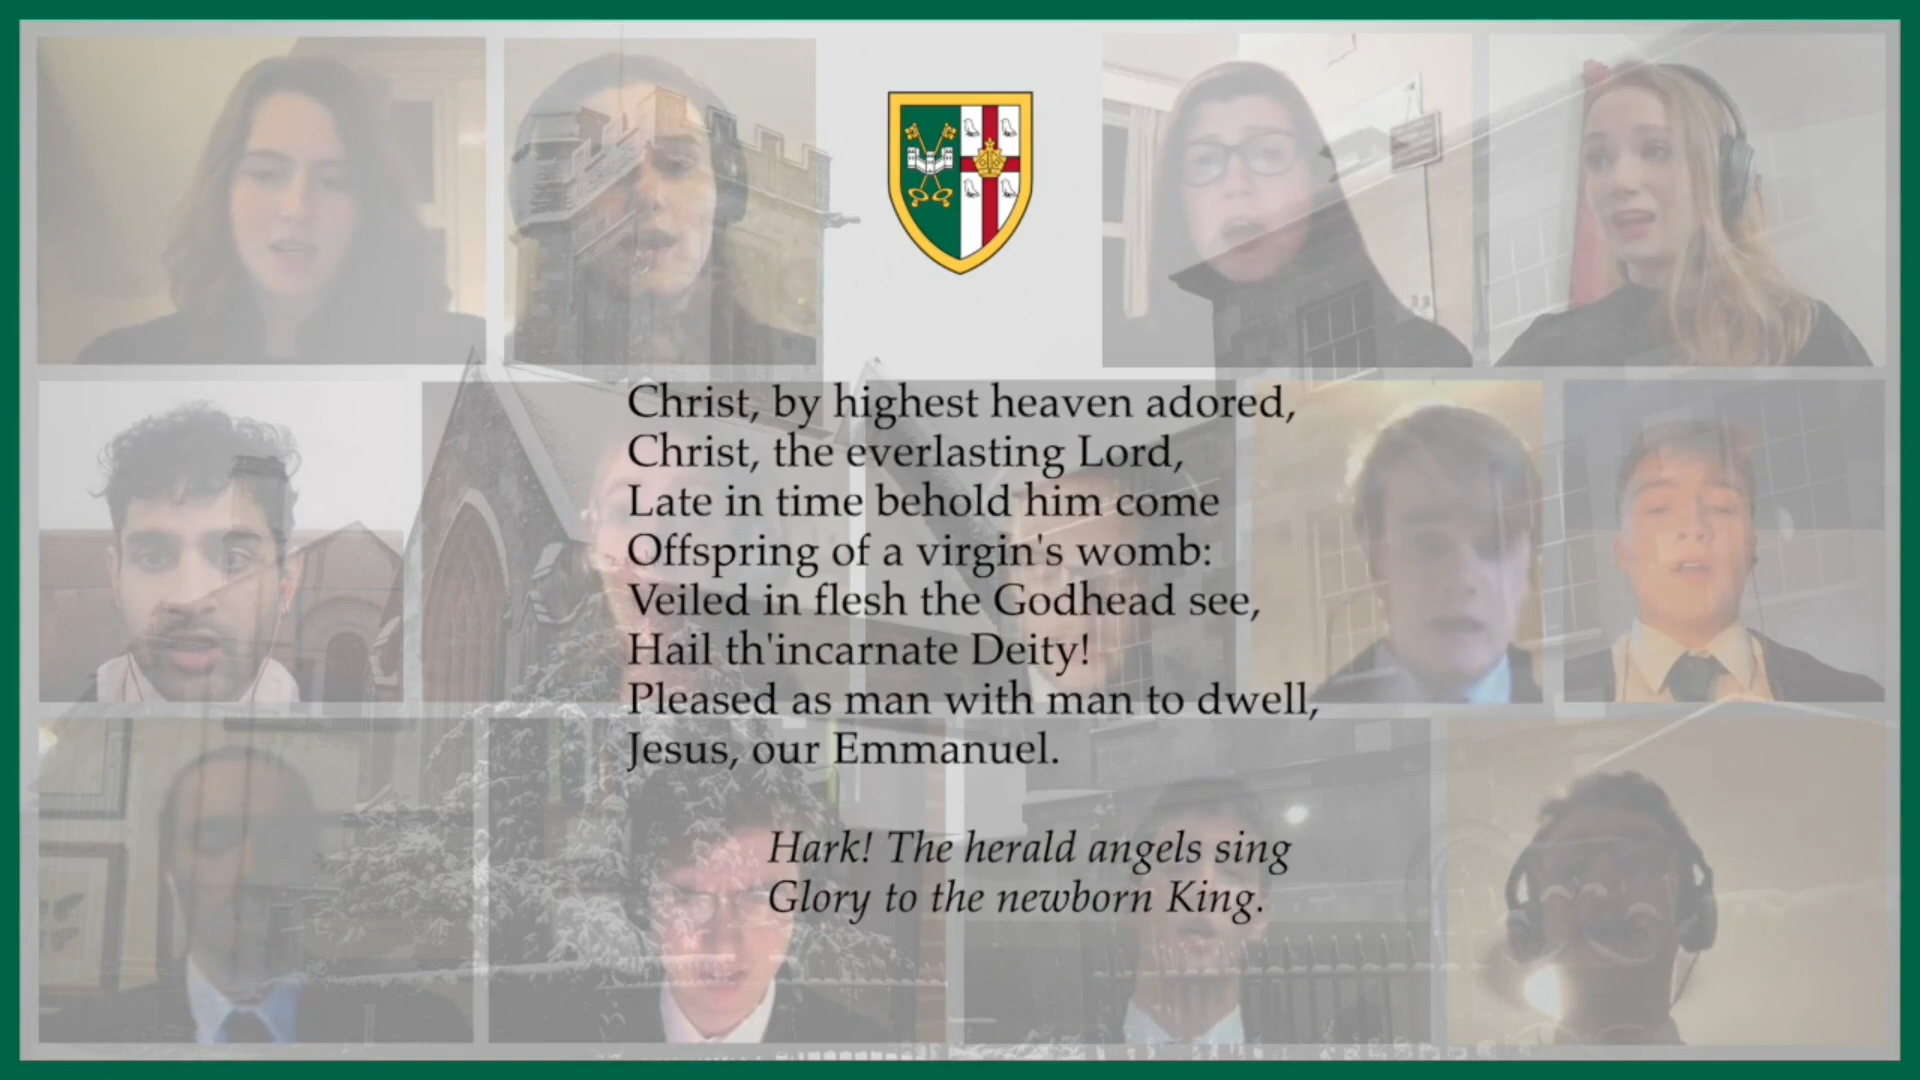 Christ, by highest heaven adored,
Christ, the everlasting Lord,
Late in time behold him come
Offspring of a virgin's womb:
Veiled in flesh the Godhead see,
Hail th'incarnate Deity!
Pleased as man with man to dwell,
Jesus, our Emmanuel.
Hark! The herald angels sing
Glory to the newborn King.